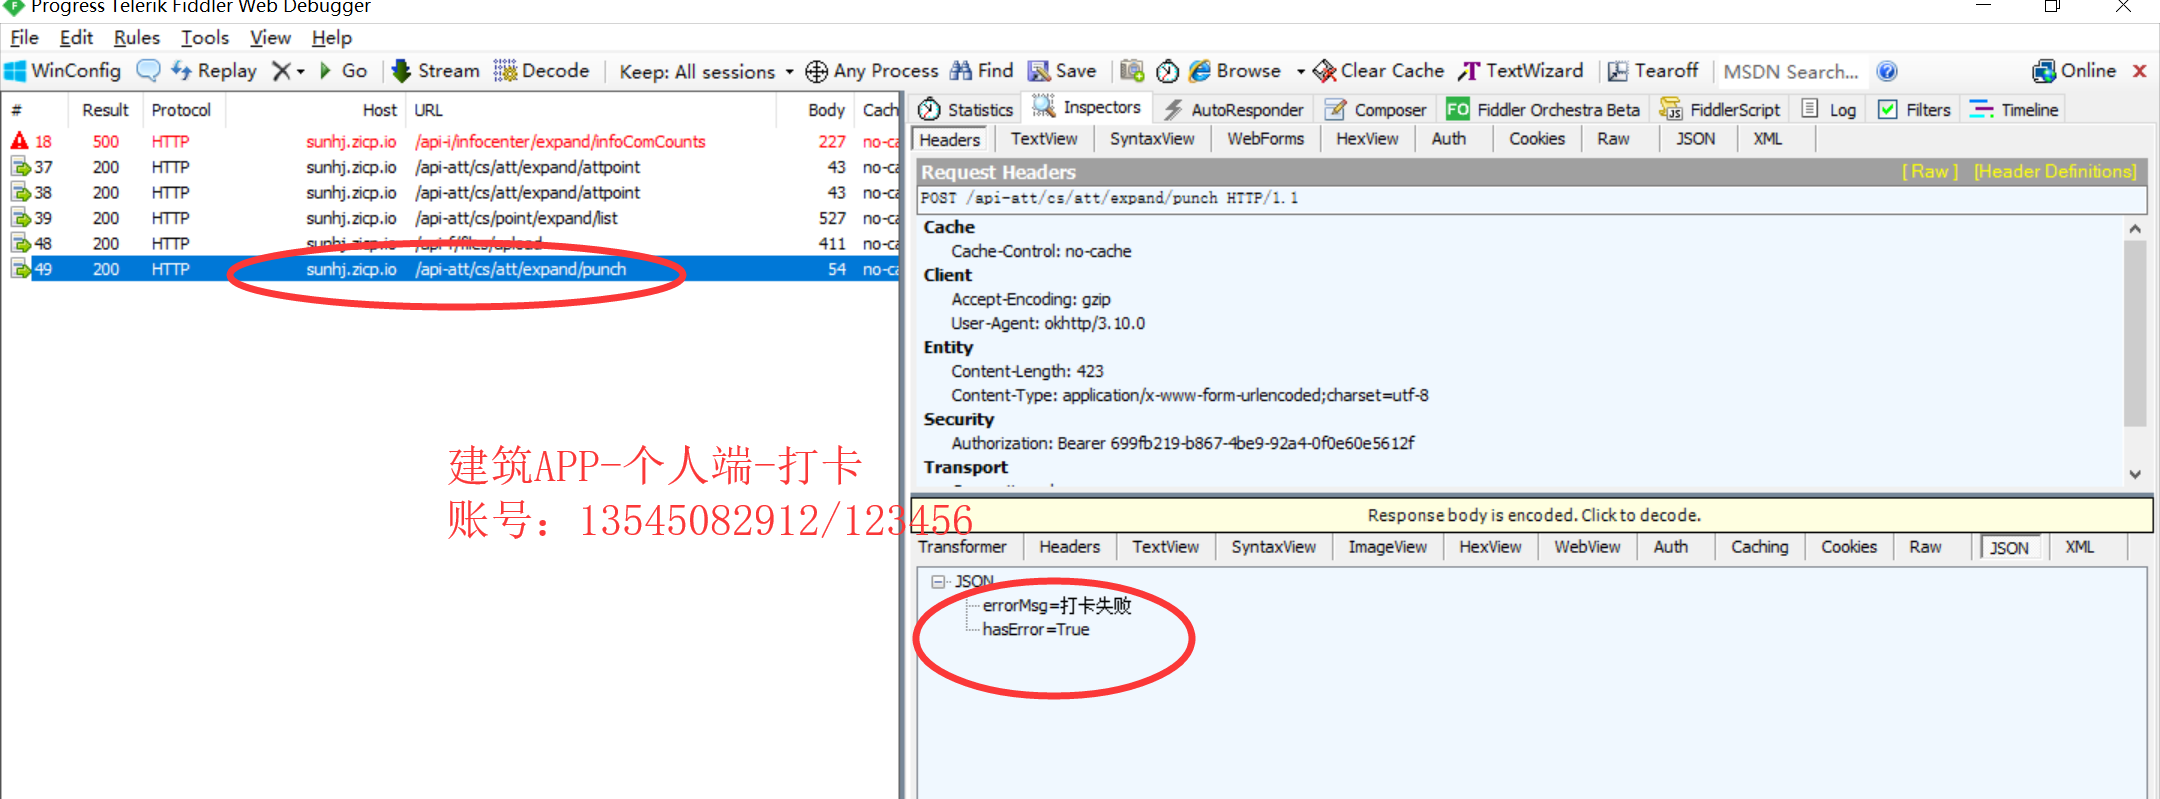 Progress Telerik Fiddler Web Debugger
File Edit Rules Tools View Help
WinConfig Replay Go Stream Decode Keep: All sessions Any Process Find Save Browse Clear Cache TextWizard Tearoff MSDN Search... Online
# Result Protocol Host URL Body Cach
18 500 HTTP sunhj.zicp.io /api-i/infocenter/expand/infoComCounts 227 no-ca
37 200 HTTP sunhj.zicp.io /api-att/cs/att/expand/attpoint 43 no-ca
38 200 HTTP sunhj.zicp.io /api-att/cs/att/expand/attpoint 43 no-ca
39 200 HTTP sunhj.zicp.io /api-att/cs/point/expand/list 527 no-ca
48 200 HTTP sunhj.zicp.io /api-f/files/upload 411 no-ca
49 200 HTTP sunhj.zicp.io /api-att/cs/att/expand/punch 54 no-ca
建筑APP-个人端-打卡
账号：13545082912/123456
Statistics Inspectors AutoResponder Composer FO Fiddler Orchestra Beta FiddlerScript Log Filters Timeline
Headers TextView SyntaxView WebForms HexView Auth Cookies Raw JSON XML
Request Headers [ Raw ] [Header Definitions]
POST /api-att/cs/att/expand/punch HTTP/1.1
Cache
Cache-Control: no-cache
Client
Accept-Encoding: gzip
User-Agent: okhttp/3.10.0
Entity
Content-Length: 423
Content-Type: application/x-www-form-urlencoded;charset=utf-8
Security
Authorization: Bearer 699fb219-b867-4be9-92a4-0f0e60e5612f
Transport
Response body is encoded. Click to decode.
Transformer Headers TextView SyntaxView ImageView HexView WebView Auth Caching Cookies Raw JSON XML
JSON
errorMsg=打卡失败
hasError=True